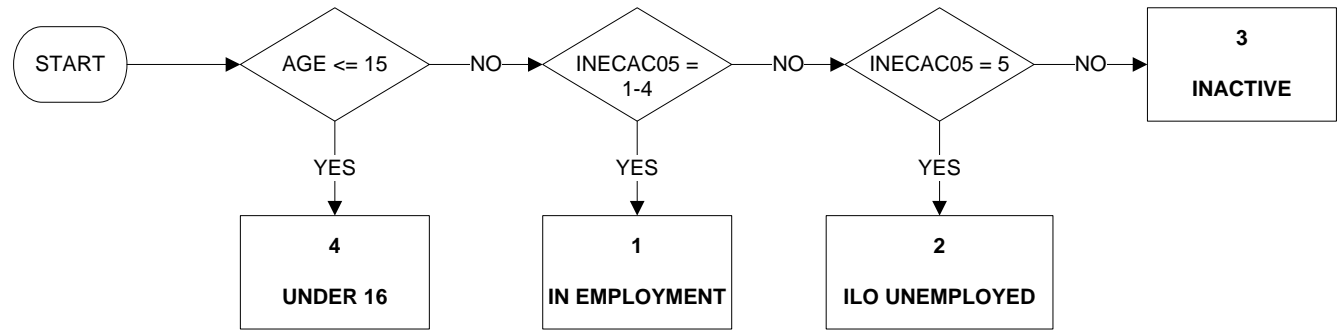 START
AGE <= 15
NO
INECAC05 =
1-4
NO
INECAC05 = 5
NO
3
INACTIVE
YES
YES
YES
4
UNDER 16
1
IN EMPLOYMENT
2
ILO UNEMPLOYED